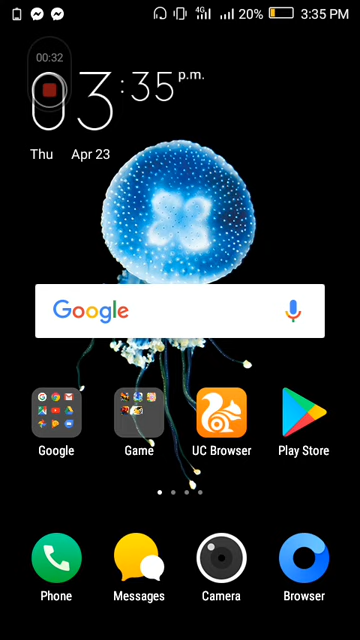 4G 20% 3:35 PM
00:32
03:35 p.m.
Thu Apr 23
Google
Google Game UC Browser Play Store
Phone Messages Camera Browser